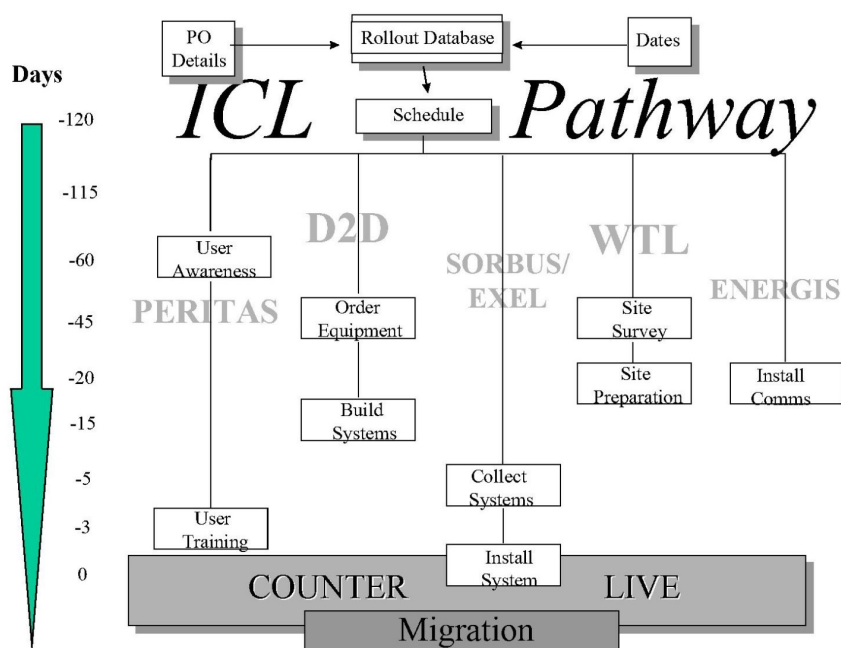 PO
Details
Rollout Database
Dates
Days
ICL Pathway
Schedule
-120
-115
D2D
WTL
User
Awareness
-60
SORBUS/
EXEL
ENERGIS
PERITAS
Order
Equipment
Site
Survey
-45
-20
Site
Preparation
Install
Comms
Build
Systems
-15
-5
Collect
Systems
-3
User
Training
Install
System
0
COUNTER LIVE
Migration